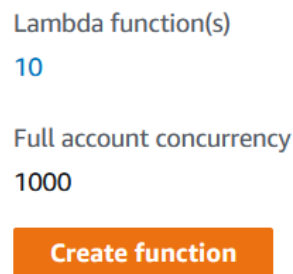 Lambda function(s)
10
Full account concurrency
1000
Create function